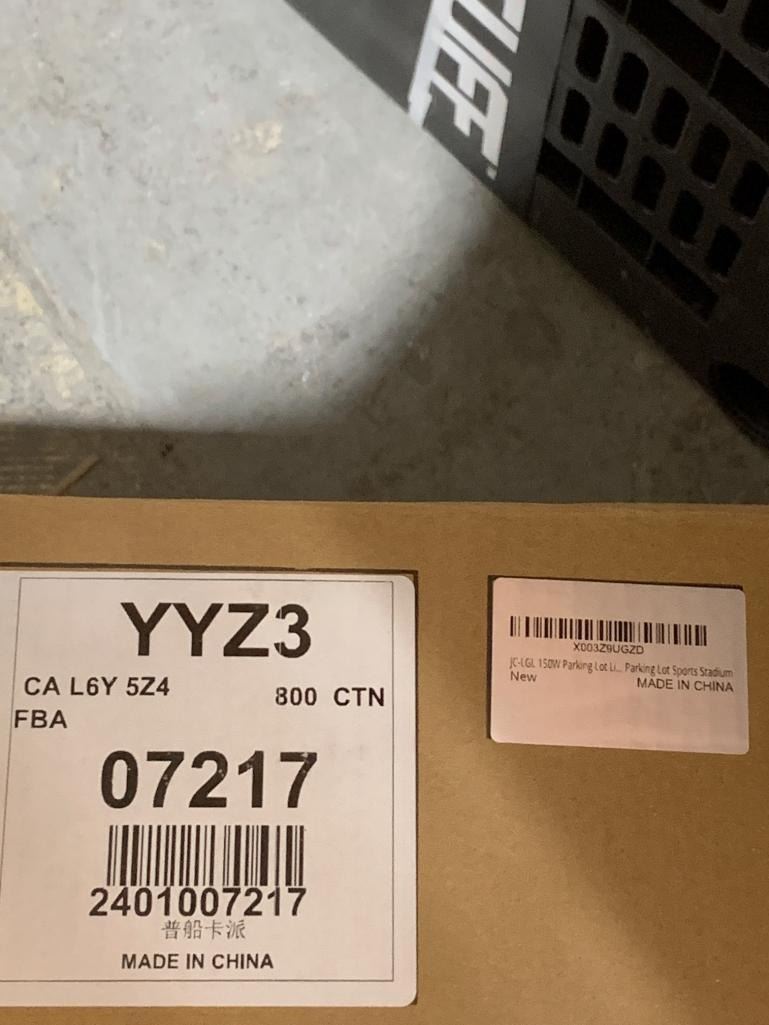 YYZ3
CA L6Y 5Z4
800 CTN
FBA
07217
2401007217
普船卡派
MADE IN CHINA
X003Z9UGZD
JC-LGL 150W Parking Lot Li... Parking Lot Sports Stadium
New
MADE IN CHINA